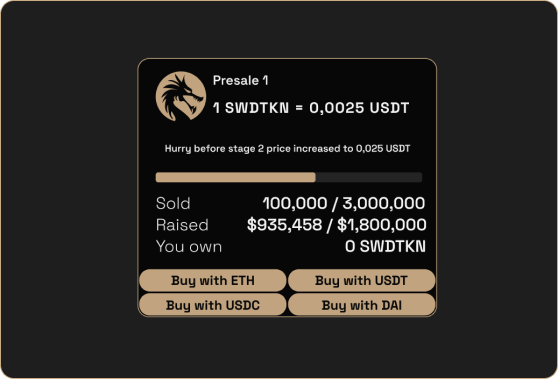 Presale 1
1 SWDTKN = 0,0025 USDT
Hurry before stage 2 price increased to 0,025 USDT
Sold 100,000 / 3,000,000
Raised $935,458 / $1,800,000
You own 0 SWDTKN
Buy with ETH Buy with USDT
Buy with USDC Buy with DAI